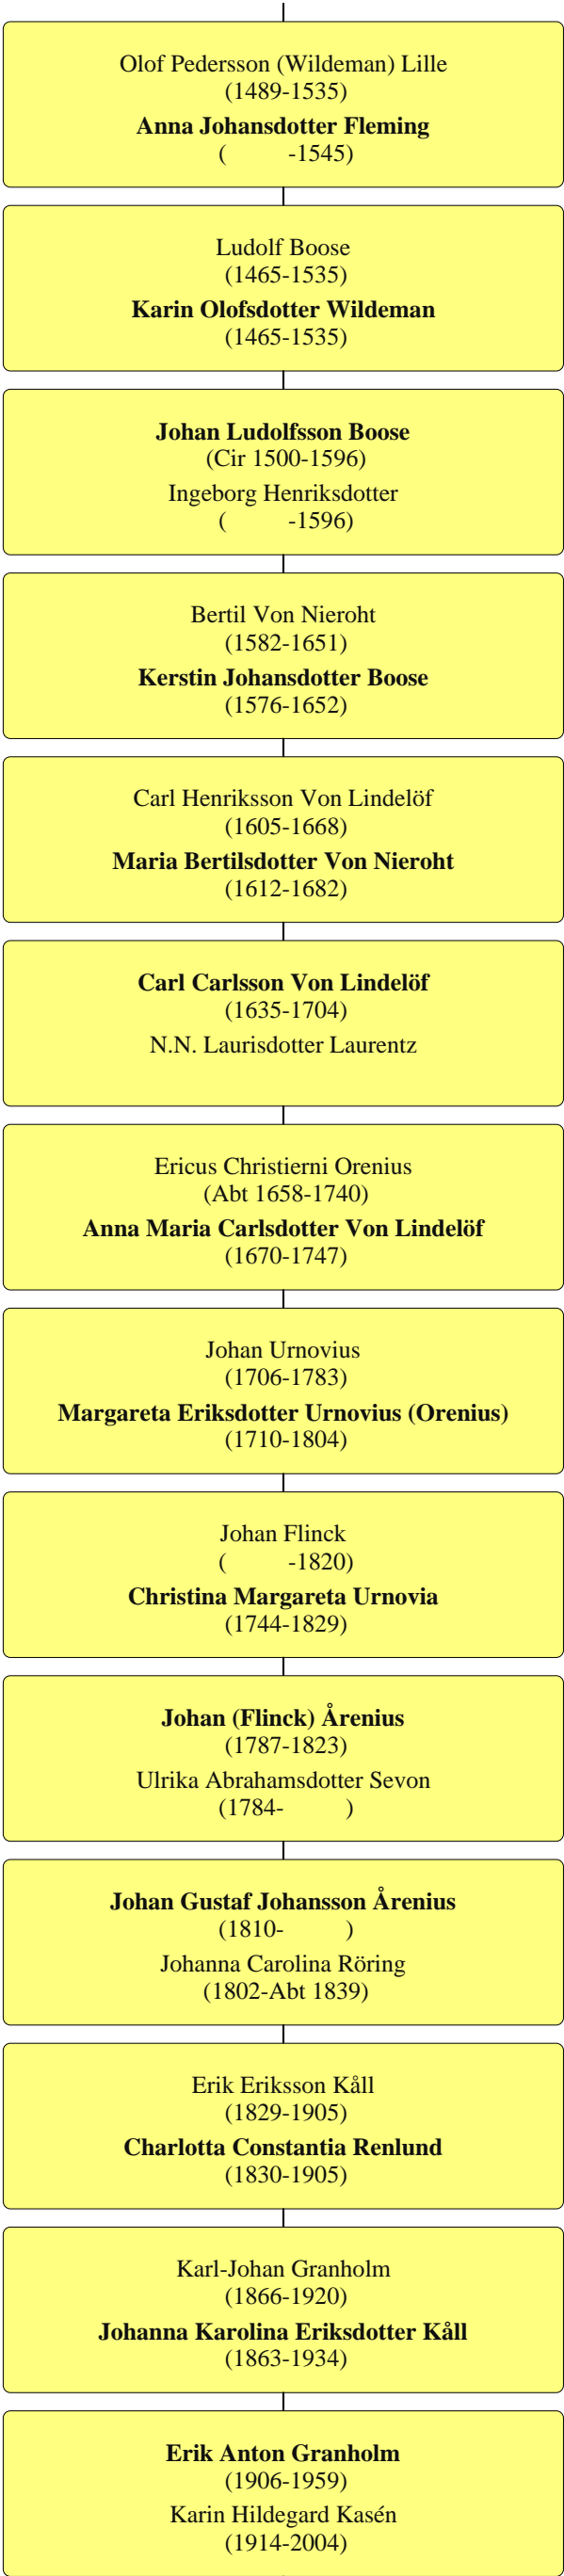 Olof Pedersson (Wildeman) Lille
(1489-1535)
Anna Johansdotter Fleming
( -1545)
Ludolf Boose
(1465-1535)
Karin Olofsdotter Wildeman
(1465-1535)
Johan Ludolfsson Boose
(Cir 1500-1596)
Ingeborg Henriksdotter
( -1596)
Bertil Von Nieroht
(1582-1651)
Kerstin Johansdotter Boose
(1576-1652)
Carl Henriksson Von Lindelöf
(1605-1668)
Maria Bertilsdotter Von Nieroht
(1612-1682)
Carl Carlsson Von Lindelöf
(1635-1704)
N.N. Laurisdotter Laurentz
Ericus Christierni Orenius
(Abt 1658-1740)
Anna Maria Carlsdotter Von Lindelöf
(1670-1747)
Johan Urnovius
(1706-1783)
Margareta Eriksdotter Urnovius (Orenius)
(1710-1804)
Johan Flinck
( -1820)
Christina Margareta Urnovia
(1744-1829)
Johan (Flinck) Årenius
(1787-1823)
Ulrika Abrahamsdotter Sevon
(1784- )
Johan Gustaf Johansson Årenius
(1810- )
Johanna Carolina Röring
(1802-Abt 1839)
Erik Eriksson Kåll
(1829-1905)
Charlotta Constantia Renlund
(1830-1905)
Karl-Johan Granholm
(1866-1920)
Johanna Karolina Eriksdotter Kåll
(1863-1934)
Erik Anton Granholm
(1906-1959)
Karin Hildegard Kasén
(1914-2004)